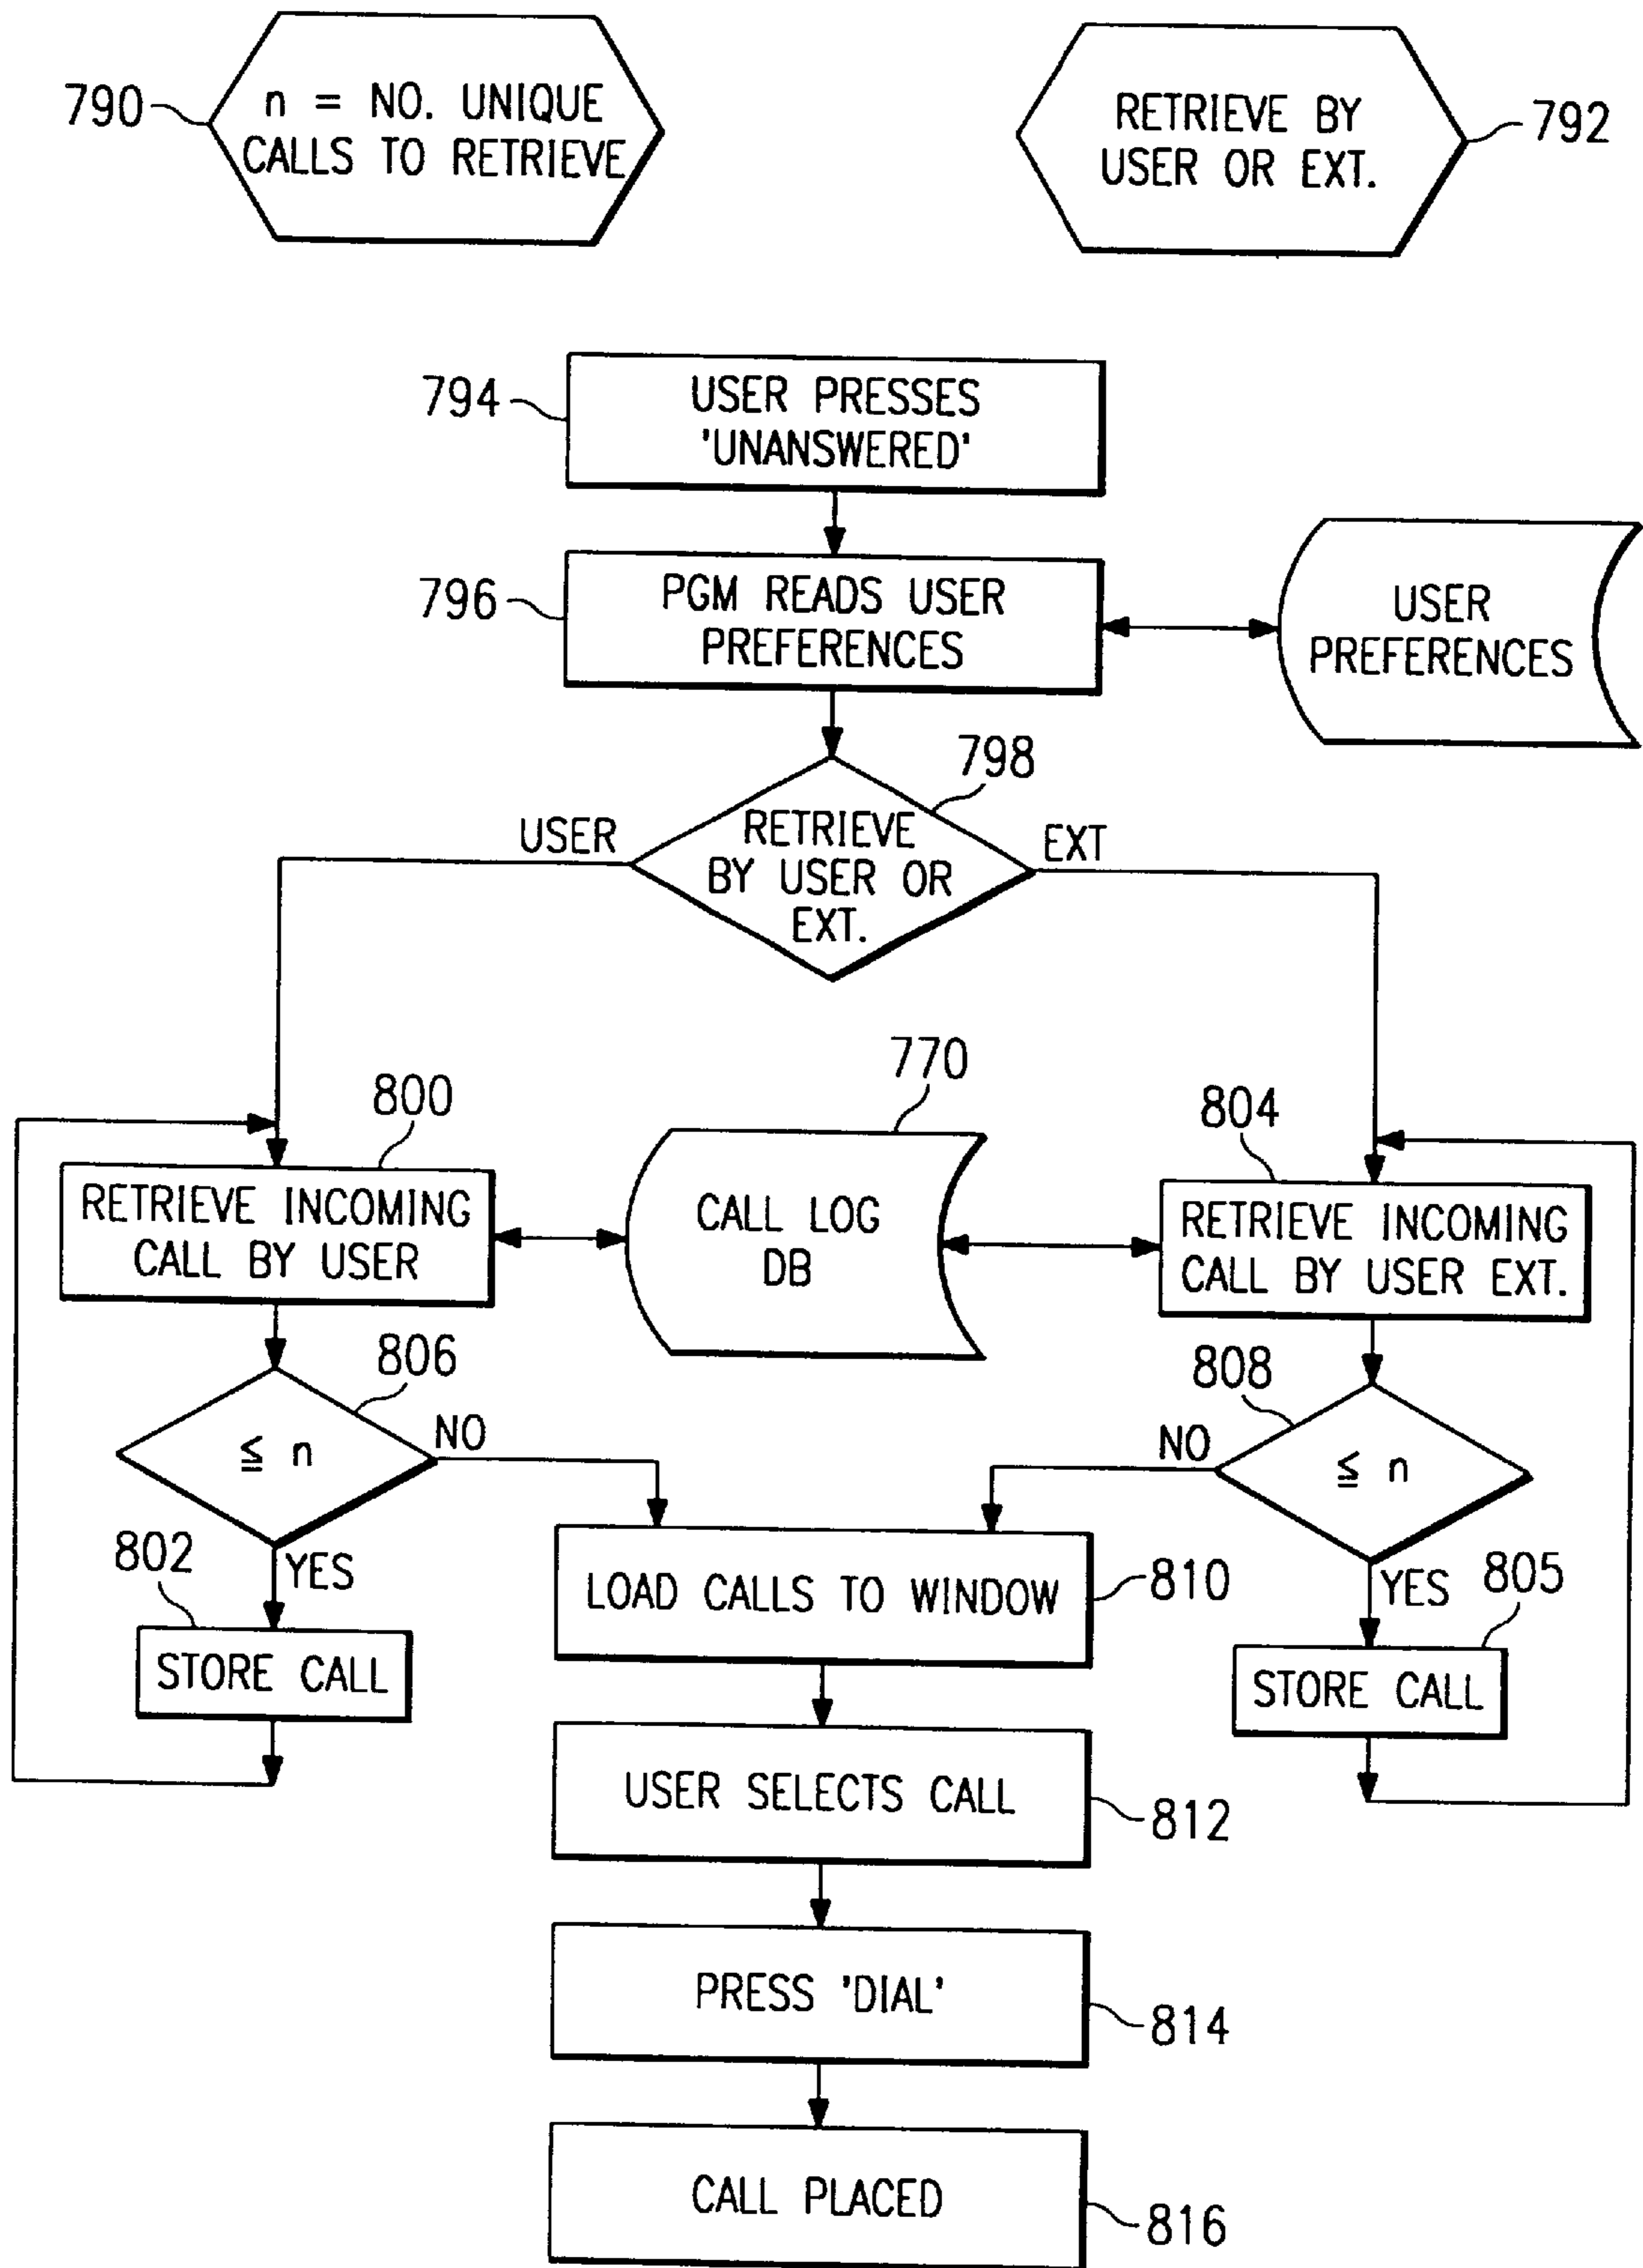 790
n = NO. UNIQUE
CALLS TO RETRIEVE
RETRIEVE BY
USER OR EXT.
792
794
USER PRESSES
'UNANSWERED'
796
PGM READS USER
PREFERENCES
USER
PREFERENCES
798
USER
RETRIEVE
BY USER OR
EXT.
EXT
770
800
804
RETRIEVE INCOMING
CALL BY USER
CALL LOG
DB
RETRIEVE INCOMING
CALL BY USER EXT.
806
808
≦ n
NO
NO
≦ n
802
YES
YES
805
STORE CALL
LOAD CALLS TO WINDOW
810
STORE CALL
USER SELECTS CALL
812
PRESS 'DIAL'
814
CALL PLACED
816